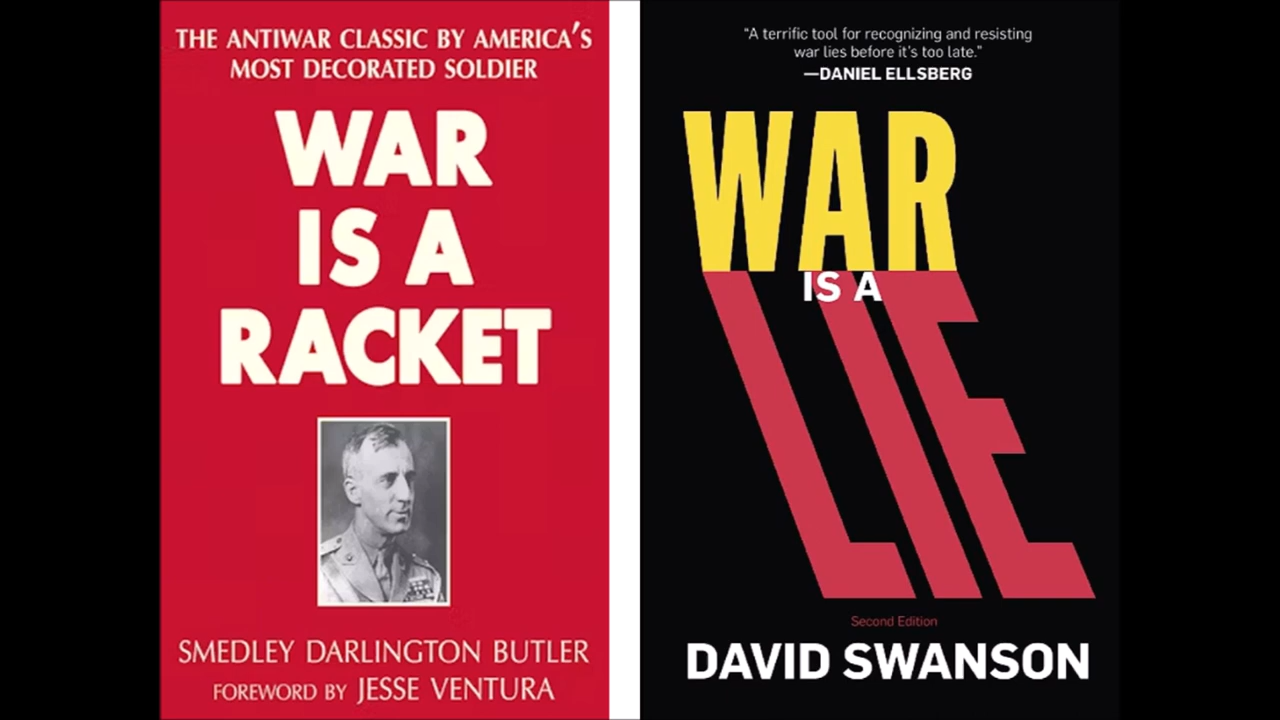 THE ANTIWAR CLASSIC BY AMERICA'S
MOST DECORATED SOLDIER
WAR
IS A
RACKET
SMEDLEY DARLINGTON BUTLER
FOREWORD BY JESSE VENTURA
“A terrific tool for recognizing and resisting
war lies before it’s too late.”
—DANIEL ELLSBERG
WAR
IS A
LIE
Second Edition
DAVID SWANSON